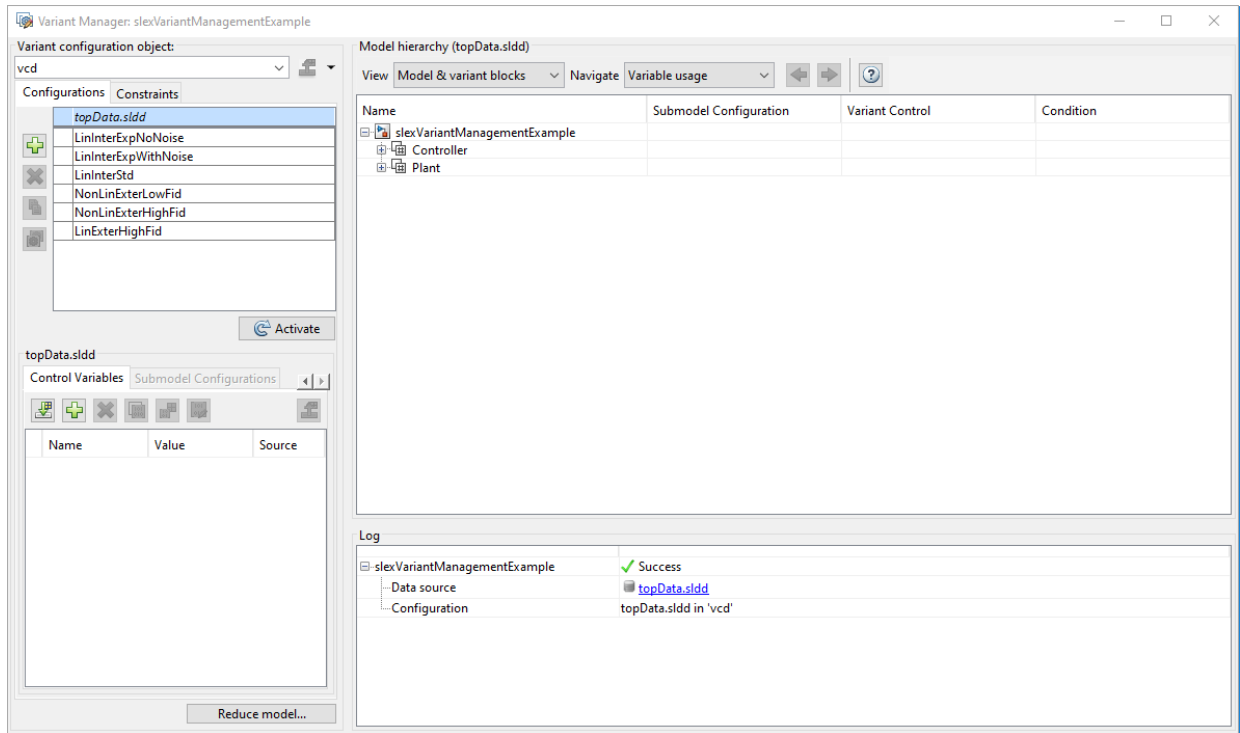 Variant Manager: slexVariantManagementExample
Variant configuration object:
vcd
Configurations Constraints
topData.sldd
LinInterExpNoNoise
LinInterExpWithNoise
LinInterStd
NonLinExterLowFid
NonLinExterHighFid
LinExterHighFid
Activate
topData.sldd
Control Variables Submodel Configurations
Name Value Source
Reduce model...
Model hierarchy (topData.sldd)
View Model & variant blocks Navigate Variable usage
Name Submodel Configuration Variant Control Condition
slexVariantManagementExample
Controller
Plant
Log
slexVariantManagementExample Success
Data source topData.sldd
Configuration topData.sldd in 'vcd'